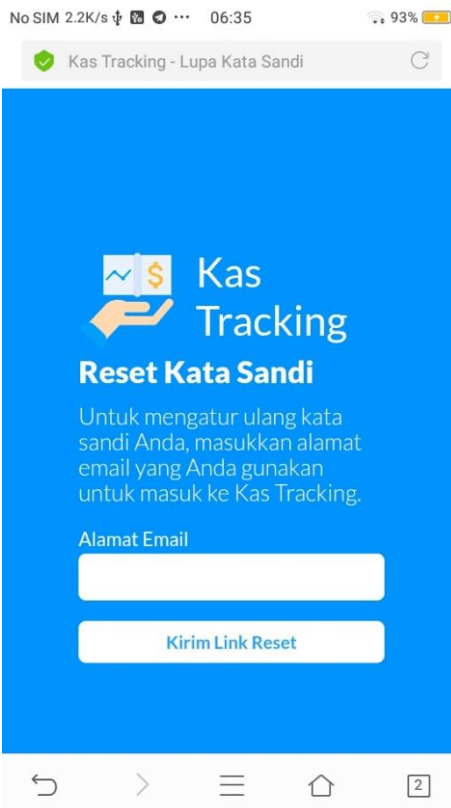 No SIM 2.2K/s ... 06:35 93%
Kas Tracking - Lupa Kata Sandi
$
Kas
Tracking
Reset Kata Sandi
Untuk mengatur ulang kata
sandi Anda, masukkan alamat
email yang Anda gunakan
untuk masuk ke Kas Tracking.
Alamat Email
Kirim Link Reset
2